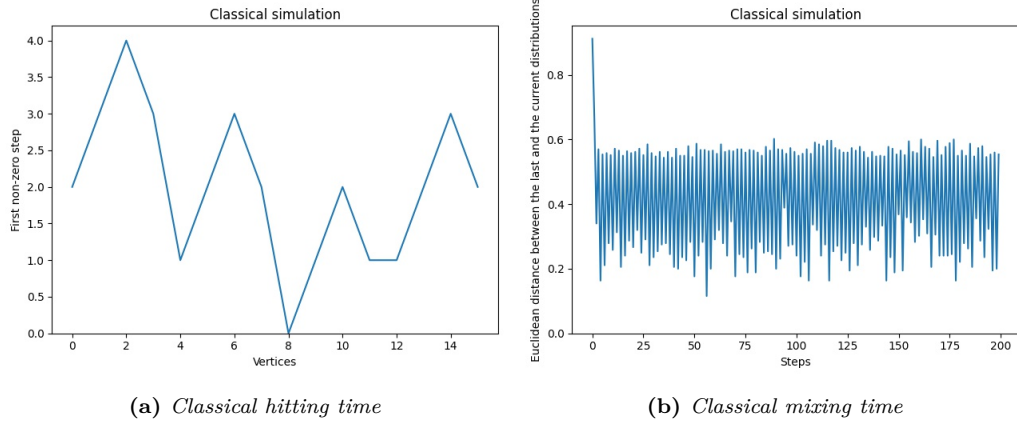 Classical simulation
4.0
3.5
3.0
2.5
2.0
1.5
1.0
0.5
0.0
First non-zero step
0 2 4 6 8 10 12 14
Vertices
(a) Classical hitting time
Classical simulation
0.8
0.6
0.4
0.2
0.0
Euclidean distance between the last and the current distributions
0 25 50 75 100 125 150 175 200
Steps
(b) Classical mixing time